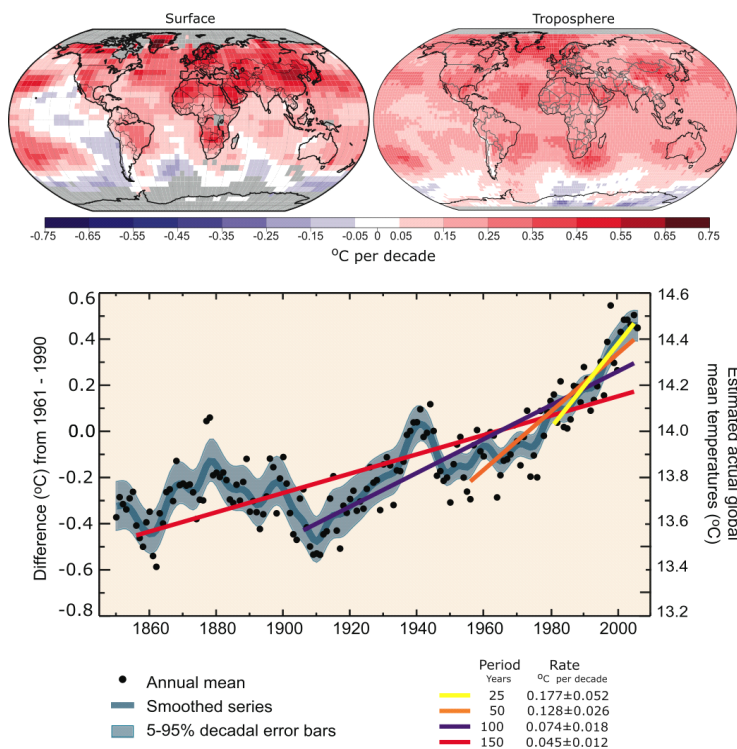 Surface
Troposphere
-0.75 -0.65 -0.55 -0.45 -0.35 -0.25 -0.15 -0.05 0 0.05 0.15 0.25 0.35 0.45 0.55 0.65 0.75
ºC per decade
Difference (ºC) from 1961 - 1990
0.6
0.4
0.2
0.0
-0.2
-0.4
-0.6
-0.8
14.6
14.4
14.2
14.0
13.8
13.6
13.4
13.2
Estimated actual global
mean temperatures (ºC)
1860 1880 1900 1920 1940 1960 1980 2000
Annual mean
Smoothed series
5-95% decadal error bars
Period Rate
Years ºC per decade
25 0.177±0.052
50 0.128±0.026
100 0.074±0.018
150 0.045±0.012